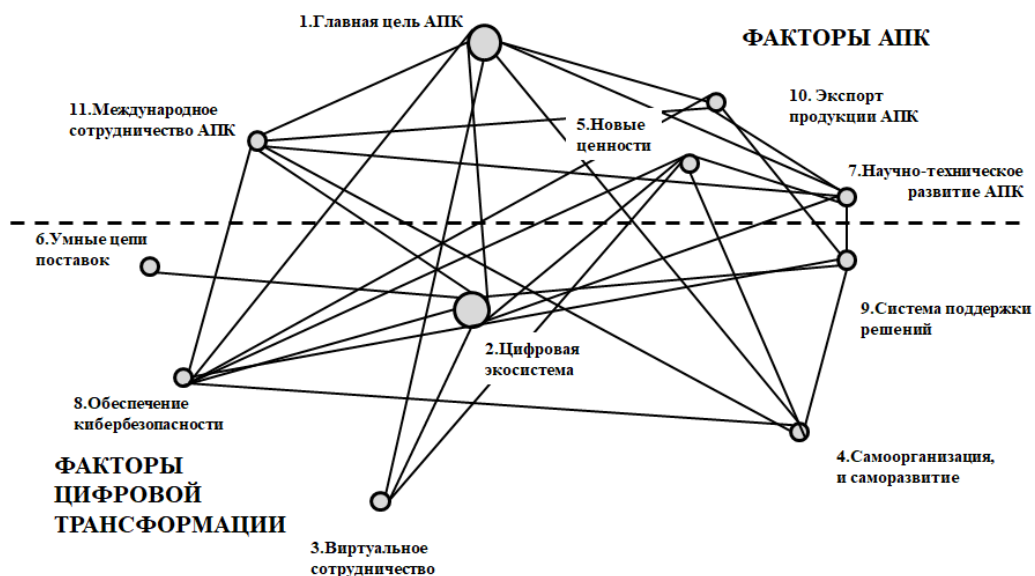 1.Главная цель АПК
ФАКТОРЫ АПК
11.Международное
сотрудничество АПК
5.Новые
ценности
10. Экспорт
продукции АПК
7.Научно-техническое
развитие АПК
6.Умные цепи
поставок
9.Система поддержки
решений
2.Цифровая
экосистема
8.Обеспечение
кибербезопасности
4.Самоорганизация,
и саморазвитие
ФАКТОРЫ
ЦИФРОВОЙ
ТРАНСФОРМАЦИИ
3.Виртуальное
сотрудничество